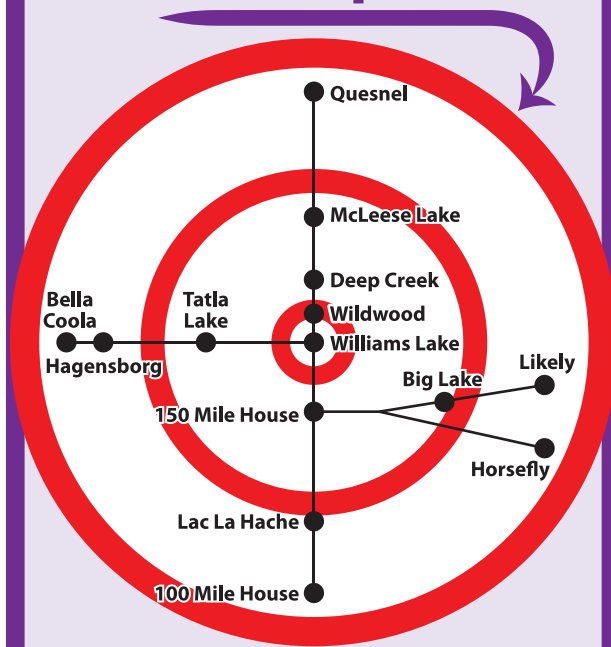 Quesnel
McLeese Lake
Deep Creek
Wildwood
Bella
Coola
Tatla
Lake
Hagensborg
Williams Lake
Big Lake
Likely
150 Mile House
Horsefly
Lac La Hache
100 Mile House